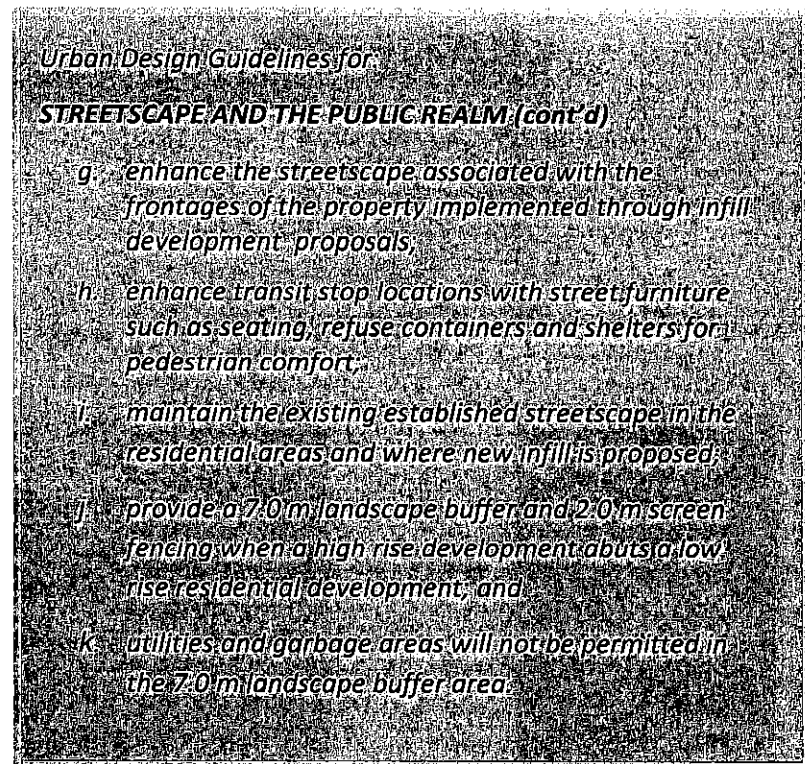 Urban Design Guidelines for
STREETSCAPE AND THE PUBLIC REALM (cont'd)
g. enhance the streetscape associated with the
frontages of the property implemented through infill
development proposals,
h. enhance transit stop locations with street furniture
such as seating, refuse containers and shelters for
pedestrian comfort,
i. maintain the existing established streetscape in the
residential areas and where new infill is proposed,
j. provide a 7.0 m landscape buffer and 2.0 m screen
fencing when a high rise development abuts a low
rise residential development, and
k. utilities and garbage areas will not be permitted in
the 7.0 m landscape buffer area.